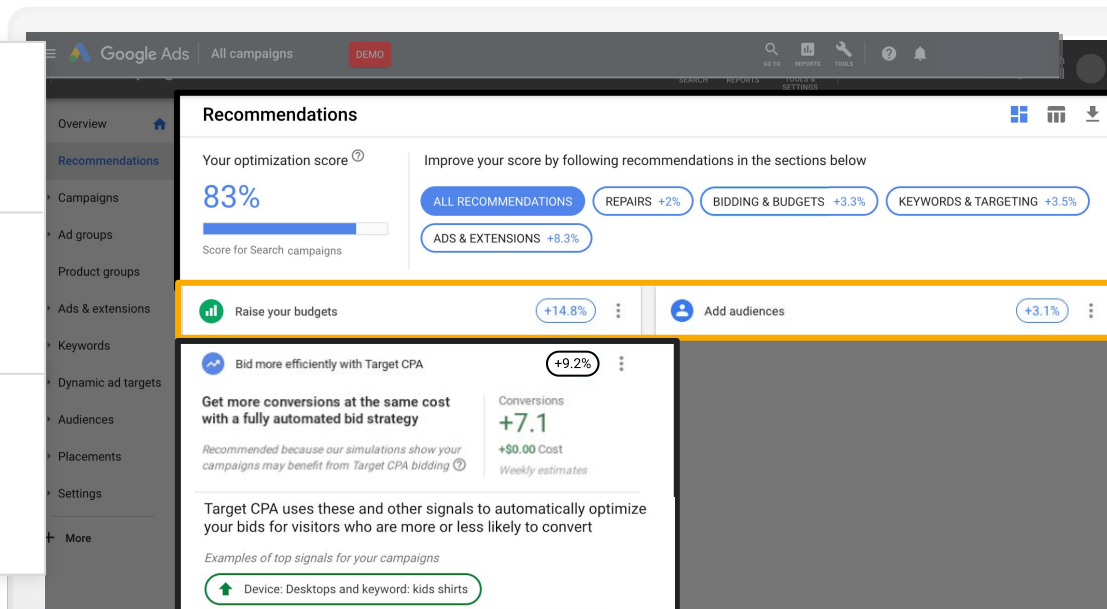 Google Ads
All campaigns
DEMO
GO TO
REPORTS
TOOLS
SEARCH
REPORTS
TOOLS &
SETTINGS
Overview
Recommendations
Campaigns
Ad groups
Product groups
Ads & extensions
Keywords
Dynamic ad targets
Audiences
Placements
Settings
More
Recommendations
Your optimization score
83%
Score for Search campaigns
Improve your score by following recommendations in the sections below
ALL RECOMMENDATIONS
REPAIRS +2%
BIDDING & BUDGETS +3.3%
KEYWORDS & TARGETING +3.5%
ADS & EXTENSIONS +8.3%
Raise your budgets
+14.8%
Add audiences
+3.1%
Bid more efficiently with Target CPA
+9.2%
Get more conversions at the same cost
with a fully automated bid strategy
Recommended because our simulations show your
campaigns may benefit from Target CPA bidding
Conversions
+7.1
+$0.00 Cost
Weekly estimates
Target CPA uses these and other signals to automatically optimize
your bids for visitors who are more or less likely to convert
Examples of top signals for your campaigns
Device: Desktops and keyword: kids shirts